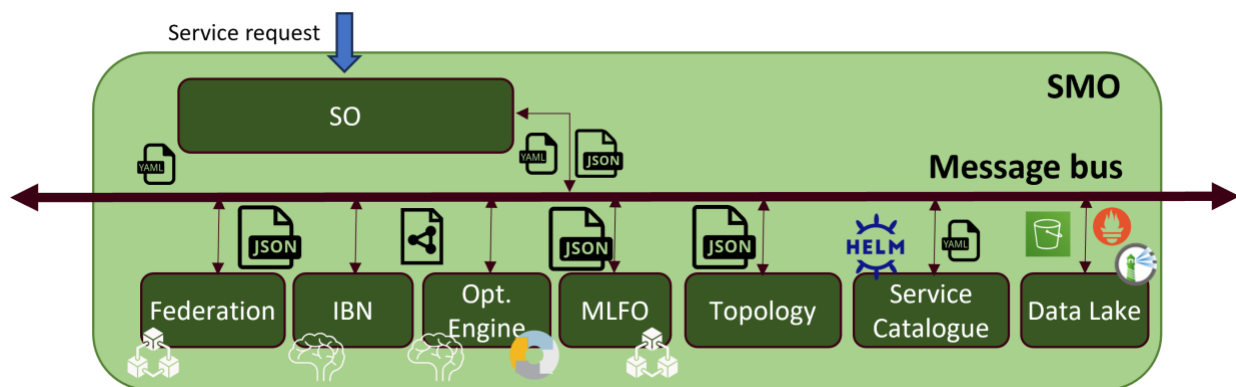 Service request
SMO
SO
YAML
YAML
JSON
Message bus
JSON
JSON
JSON
HELM
YAML
Federation
IBN
Opt.
Engine
MLFO
Topology
Service
Catalogue
Data Lake